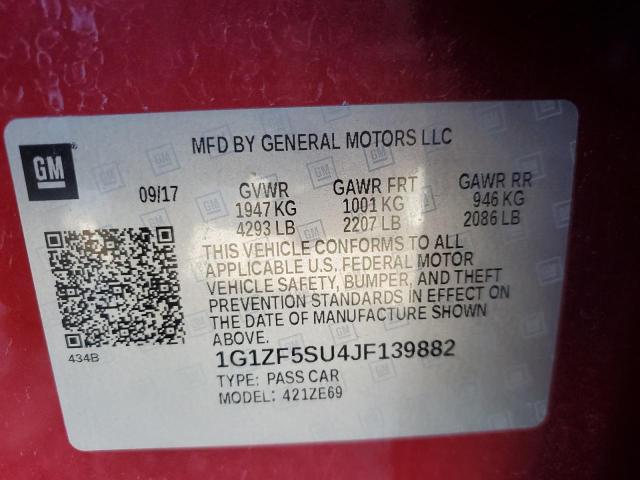 MFD BY GENERAL MOTORS LLC
GM
09/17 GVWR GAWR FRT GAWR RR
1947 KG 1001 KG 946 KG
4293 LB 2207 LB 2086 LB
THIS VEHICLE CONFORMS TO ALL
APPLICABLE U.S. FEDERAL MOTOR
VEHICLE SAFETY, BUMPER, AND THEFT
PREVENTION STANDARDS IN EFFECT ON
THE DATE OF MANUFACTURE SHOWN
ABOVE.
434B
1G1ZF5SU4JF139882
TYPE: PASS CAR
MODEL: 421ZE69